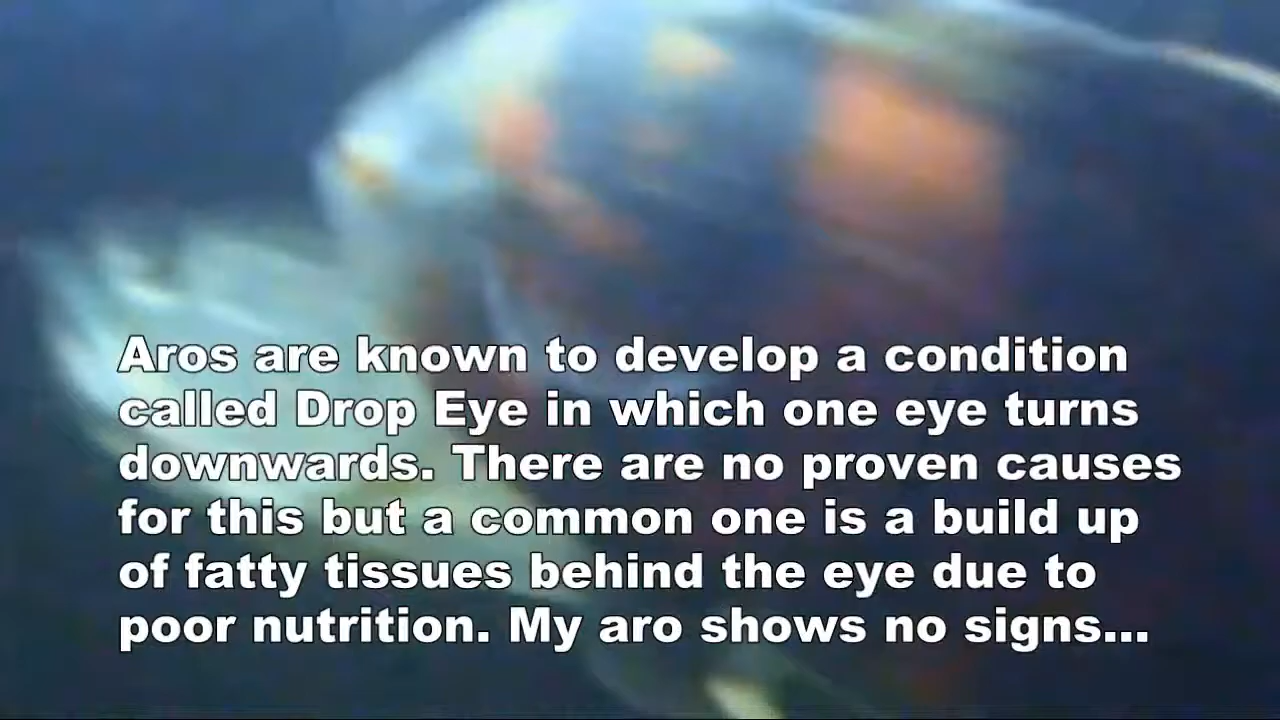 Aros are known to develop a condition
called Drop Eye in which one eye turns
downwards. There are no proven causes
for this but a common one is a build up
of fatty tissues behind the eye due to
poor nutrition. My aro shows no signs...